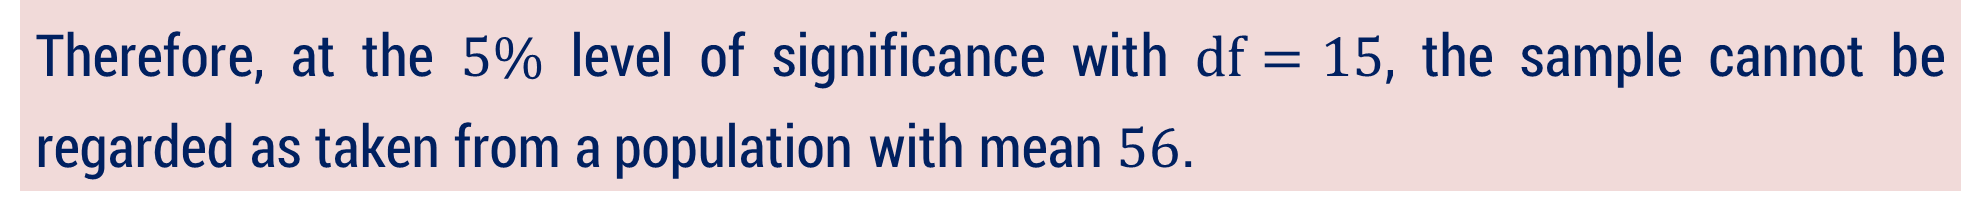 Therefore, at the 5% level of significance with df = 15, the sample cannot be
regarded as taken from a population with mean 56.